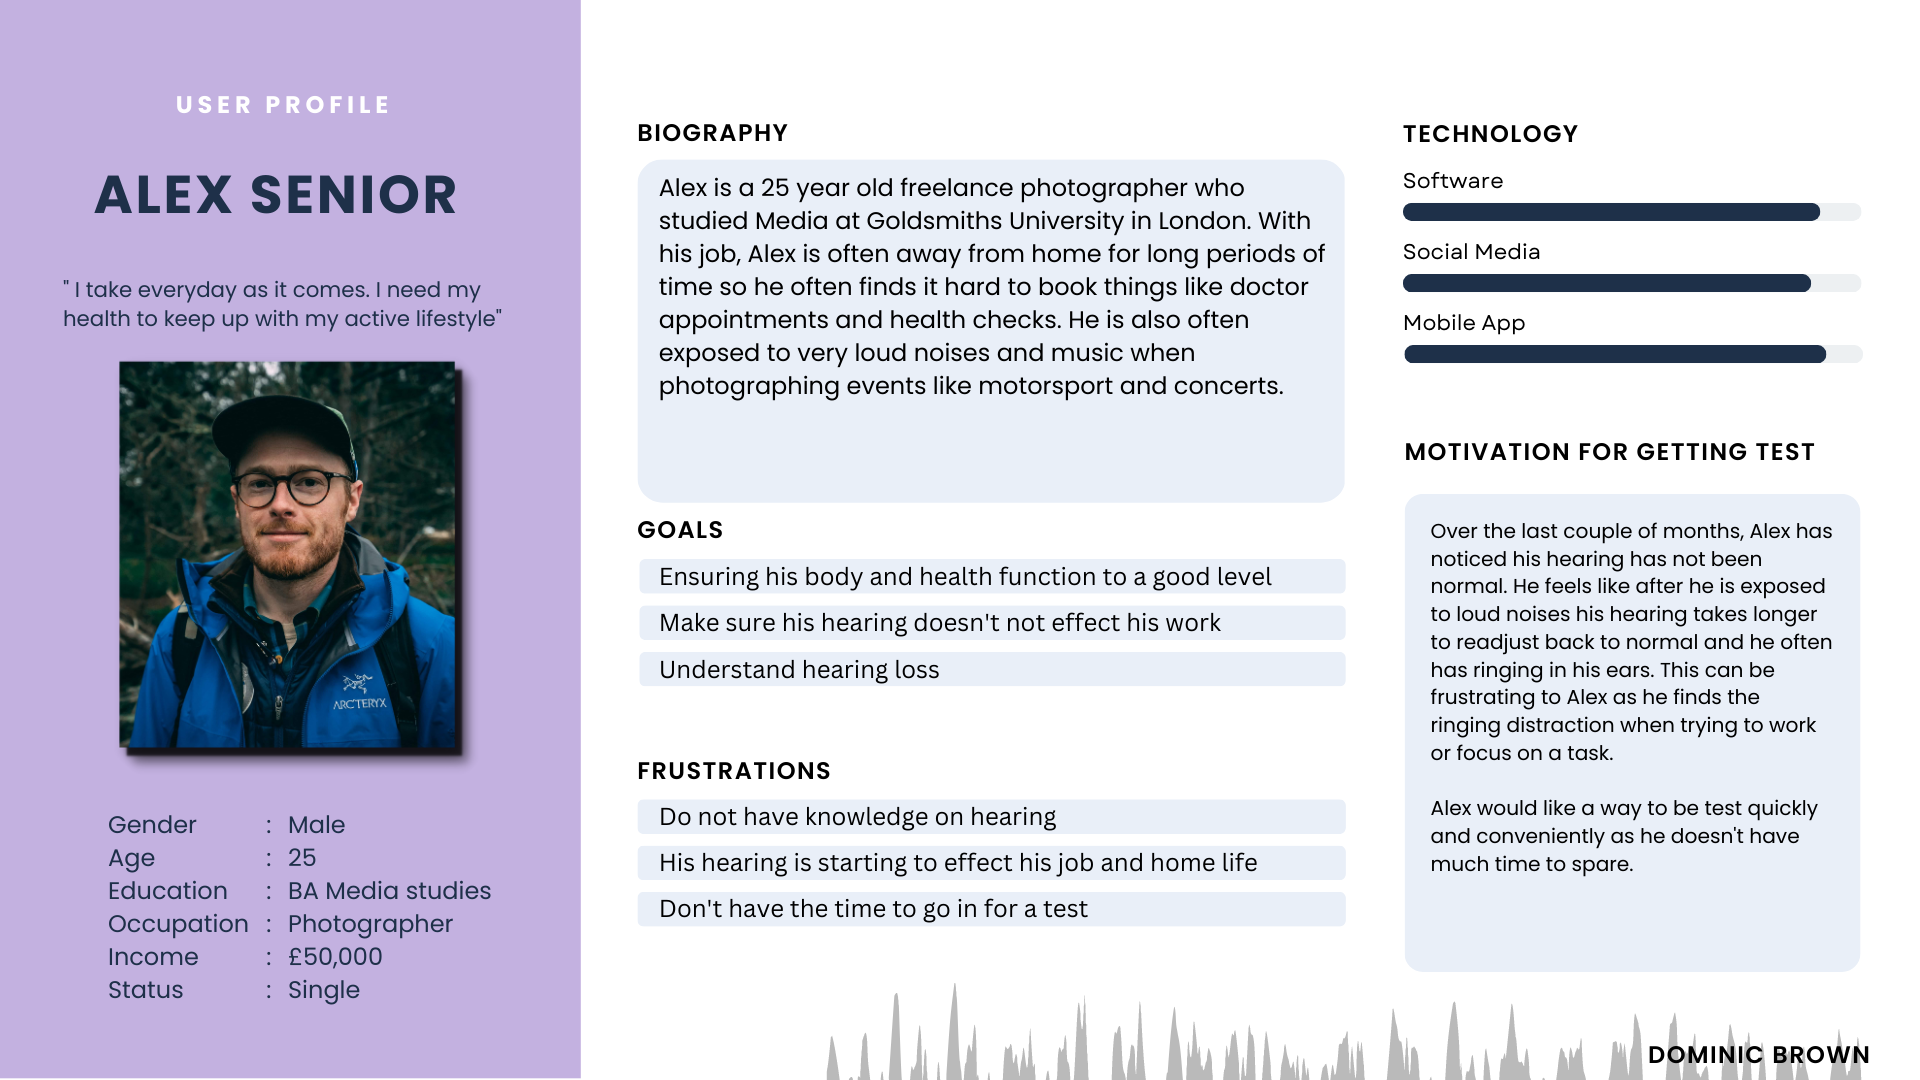 USER PROFILE
ALEX SENIOR
" I take everyday as it comes. I need my
health to keep up with my active lifestyle"
ARC'TERYX
Gender : Male
Age : 25
Education : BA Media studies
Occupation : Photographer
Income : £50,000
Status : Single
BIOGRAPHY
Alex is a 25 year old freelance photographer who
studied Media at Goldsmiths University in London. With
his job, Alex is often away from home for long periods of
time so he often finds it hard to book things like doctor
appointments and health checks. He is also often
exposed to very loud noises and music when
photographing events like motorsport and concerts.
GOALS
Ensuring his body and health function to a good level
Make sure his hearing doesn't not effect his work
Understand hearing loss
FRUSTRATIONS
Do not have knowledge on hearing
His hearing is starting to effect his job and home life
Don't have the time to go in for a test
TECHNOLOGY
Software
Social Media
Mobile App
MOTIVATION FOR GETTING TEST
Over the last couple of months, Alex has
noticed his hearing has not been
normal. He feels like after he is exposed
to loud noises his hearing takes longer
to readjust back to normal and he often
has ringing in his ears. This can be
frustrating to Alex as he finds the
ringing distraction when trying to work
or focus on a task.
Alex would like a way to be test quickly
and conveniently as he doesn't have
much time to spare.
DOMINIC BROWN